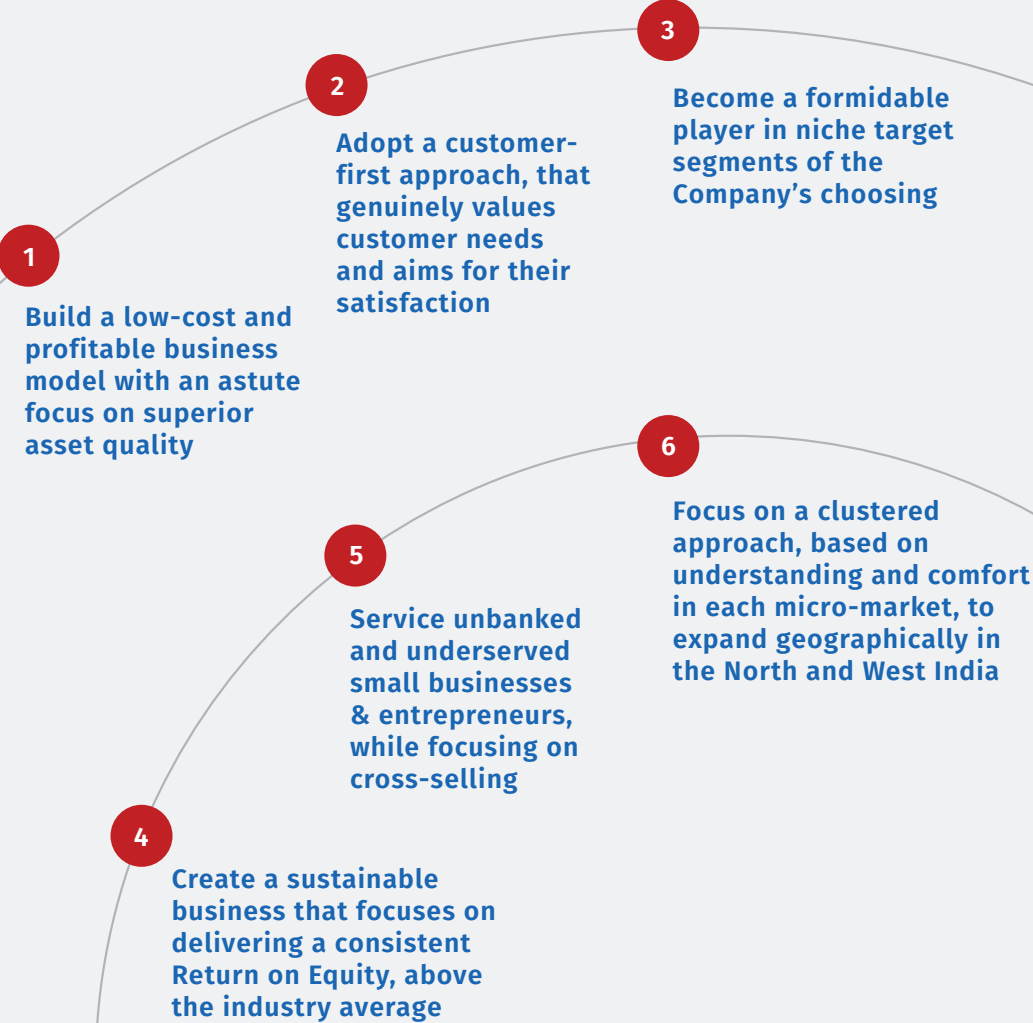 1
Build a low-cost and
profitable business
model with an astute
focus on superior
asset quality
2
Adopt a customer-
first approach, that
genuinely values
customer needs
and aims for their
satisfaction
3
Become a formidable
player in niche target
segments of the
Company’s choosing
4
Create a sustainable
business that focuses on
delivering a consistent
Return on Equity, above
the industry average
5
Service unbanked
and underserved
small businesses
& entrepreneurs,
while focusing on
cross-selling
6
Focus on a clustered
approach, based on
understanding and comfort
in each micro-market, to
expand geographically in
the North and West India